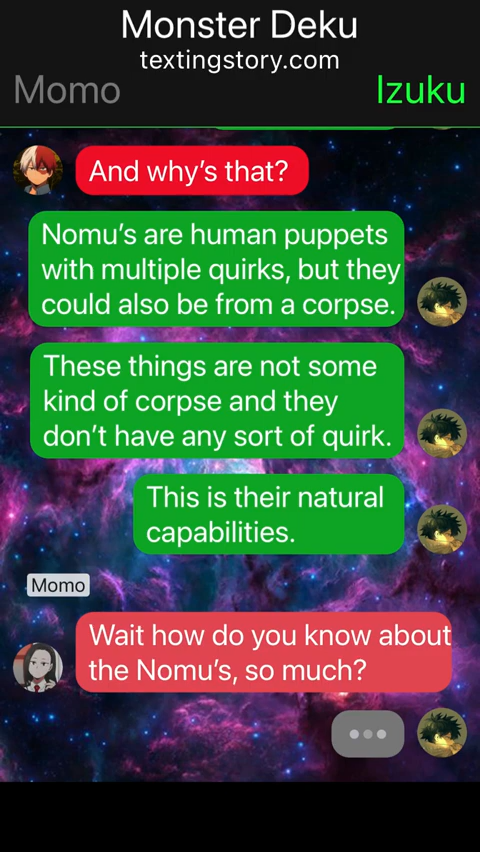 Monster Deku
textingstory.com
Momo
Izuku
And why's that?
Nomu's are human puppets
with multiple quirks, but they
could also be from a corpse.
These things are not some
kind of corpse and they
don't have any sort of quirk.
This is their natural
capabilities.
Momo
Wait how do you know about
the Nomu's, so much?